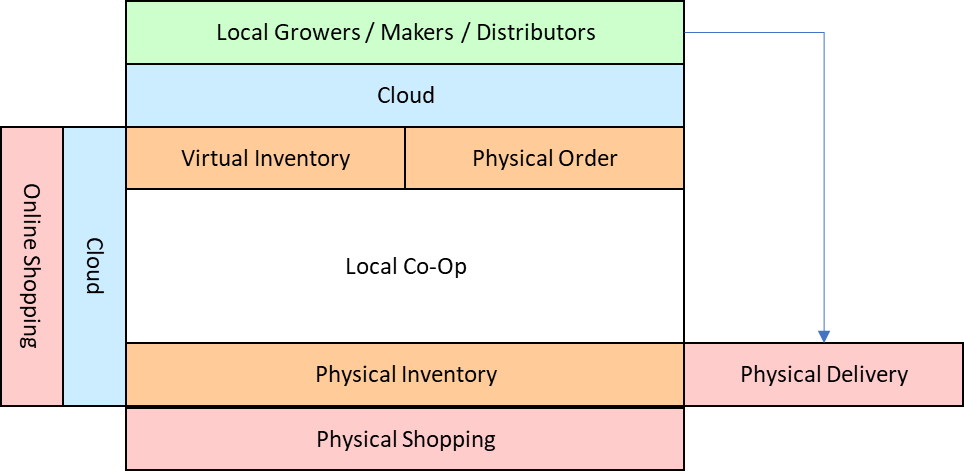 Local Growers / Makers / Distributors
Cloud
Virtual Inventory
Physical Order
Online Shopping
Cloud
Local Co-Op
Physical Inventory
Physical Delivery
Physical Shopping